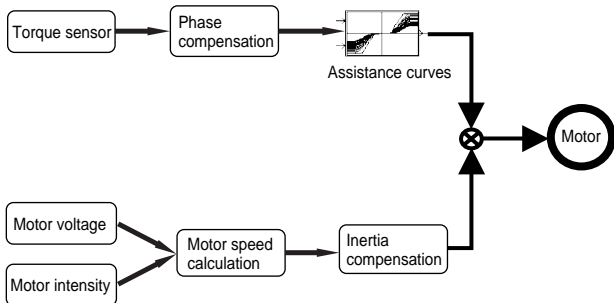 Torque sensor
Phase
compensation
Assistance curves
Motor
Motor voltage
Motor intensity
Motor speed
calculation
Inertia
compensation